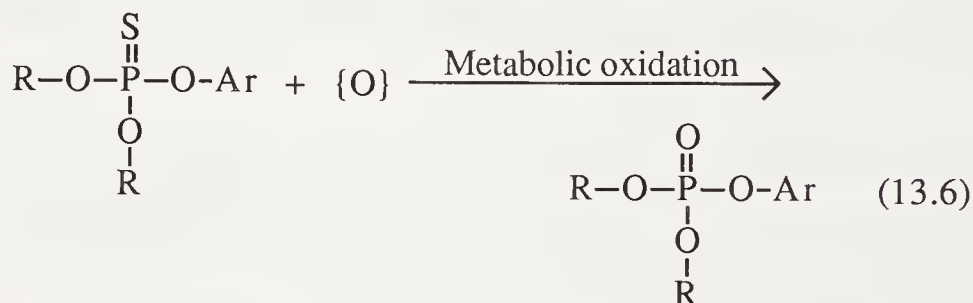 S
R—O—P—O-Ar + {O} Metabolic oxidation
O
R
O
R—O—P—O-Ar (13.6)
O
R